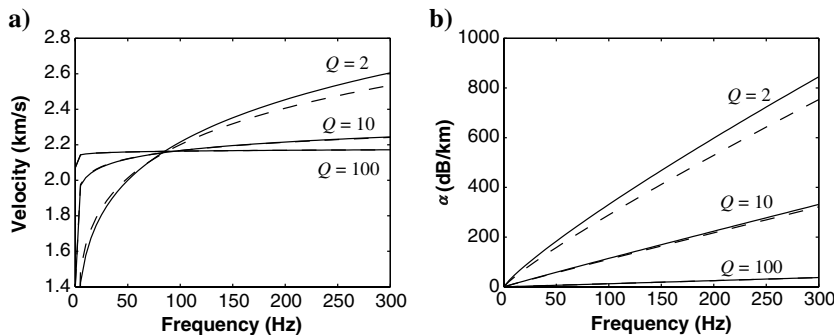 a)
Velocity (km/s)
2.8
2.6
2.4
2.2
2.0
1.8
1.6
1.4
Q = 2
Q = 10
Q = 100
0 50 100 150 200 250 300
Frequency (Hz)
b)
α (dB/km)
1000
800
600
400
200
0
Q = 2
Q = 10
Q = 100
0 50 100 150 200 250 300
Frequency (Hz)